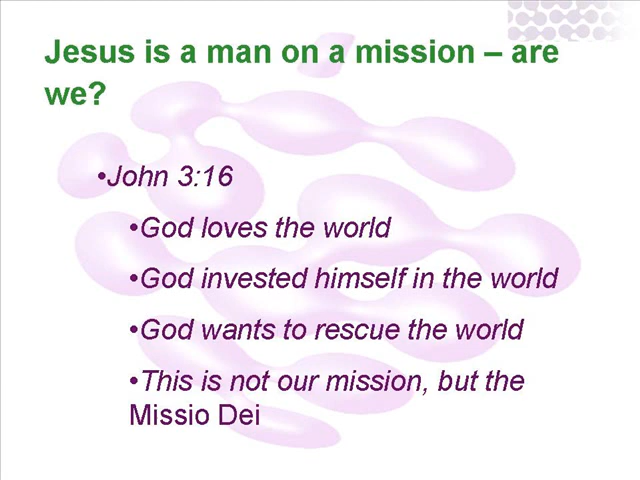 Jesus is a man on a mission – are
we?
•John 3:16
•God loves the world
•God invested himself in the world
•God wants to rescue the world
•This is not our mission, but the
Missio Dei